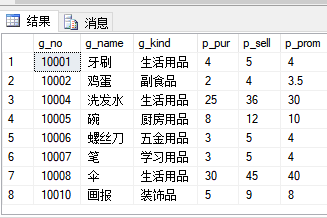 结果 消息
g_no g_name g_kind p_pur p_sell p_prom
1 10001 牙刷 生活用品 4 5 4
2 10002 鸡蛋 副食品 2 4 3.5
3 10004 洗发水 生活用品 25 36 30
4 10005 碗 厨房用品 8 12 10
5 10006 螺丝刀 五金用品 3 5 4
6 10007 笔 学习用品 3 5 4
7 10008 伞 生活用品 30 45 40
8 10010 画报 装饰品 5 9 8